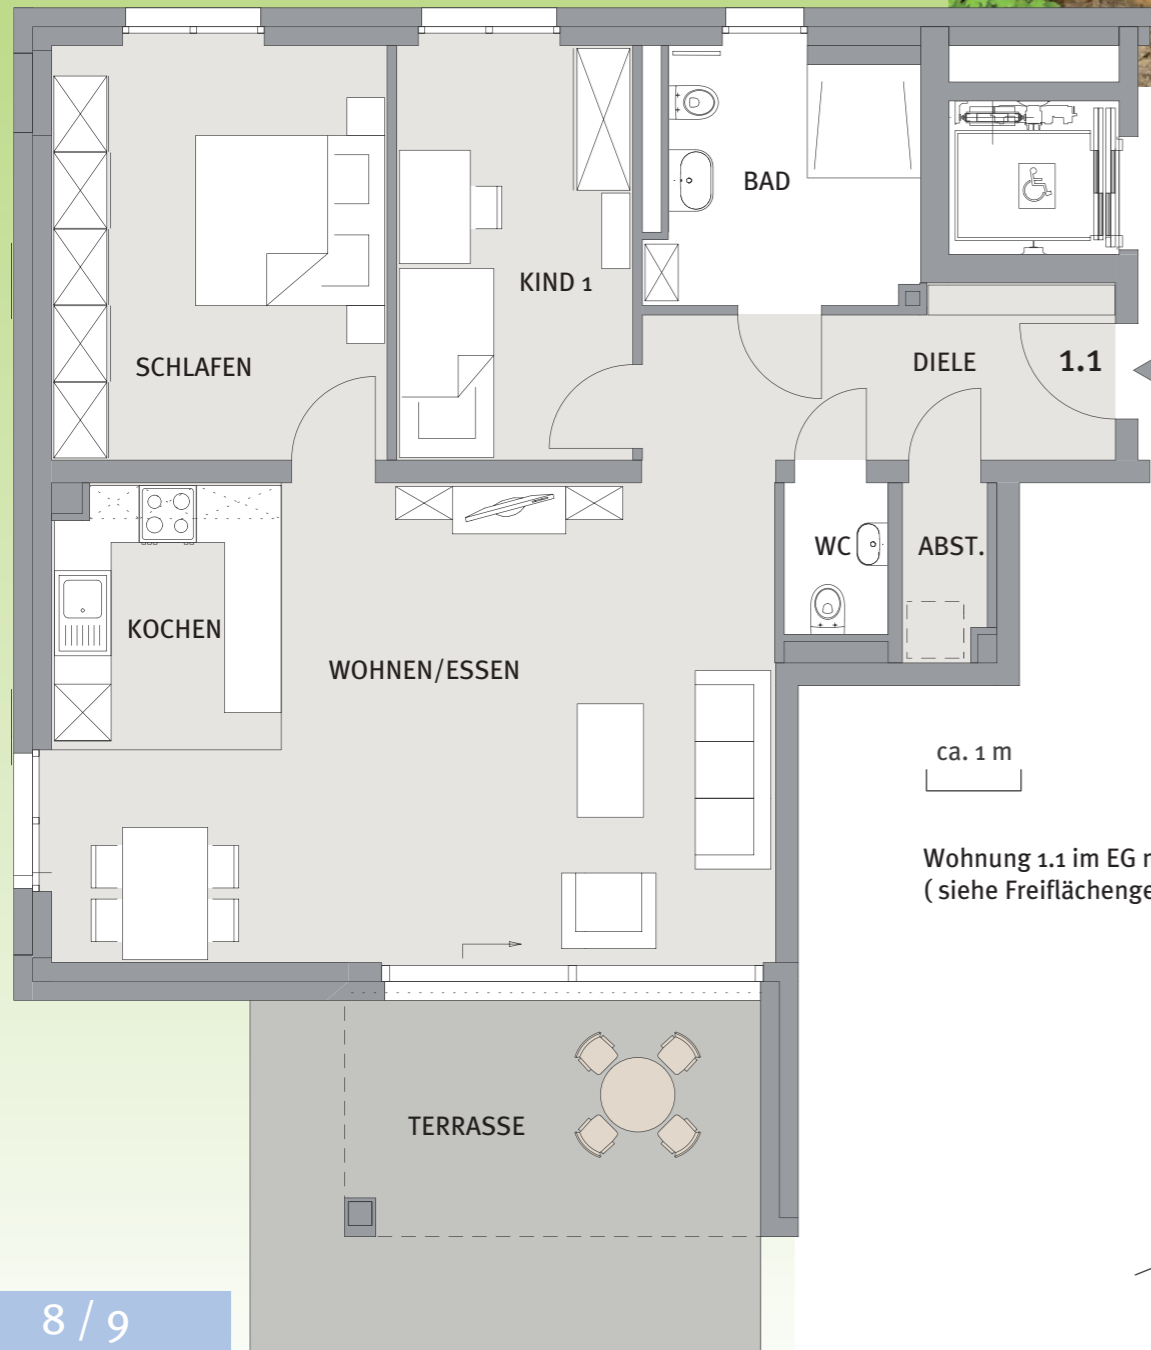 BAD
KIND 1
SCHLAFEN
DIELE
1.1
WC
ABST.
KOCHEN
WOHNEN/ESSEN
ca. 1 m
Wohnung 1.1 im EG
( siehe
TERRASSE
8 / 9